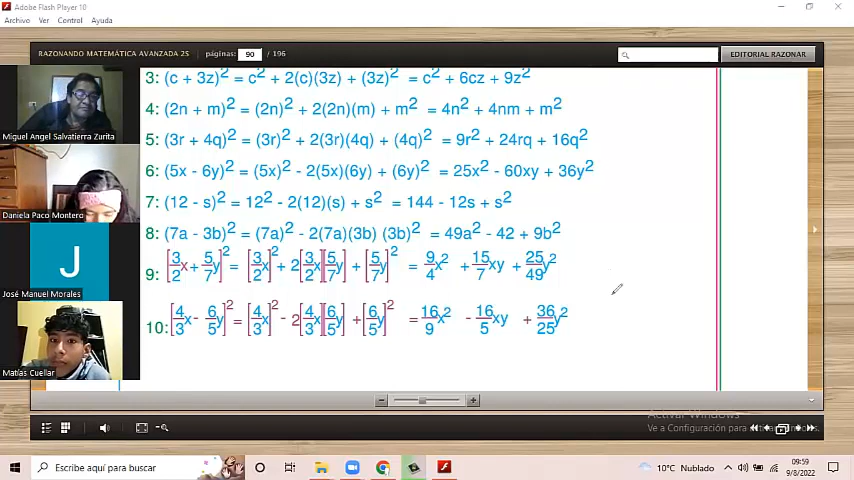 Adobe Flash Player 10
Archivo Ver Control Ayuda
RAZONANDO MATEMÁTICA AVANZADA 2S páginas: 90 / 196 EDITORIAL RAZONAR
3: (c + 3z)² = c² + 2(c)(3z) + (3z)² = c² + 6cz + 9z²
4: (2n + m)² = (2n)² + 2(2n)(m) + m² = 4n² + 4nm + m²
5: (3r + 4q)² = (3r)² + 2(3r)(4q) + (4q)² = 9r² + 24rq + 16q²
6: (5x - 6y)² = (5x)² - 2(5x)(6y) + (6y)² = 25x² - 60xy + 36y²
7: (12 - s)² = 12² - 2(12)(s) + s² = 144 - 12s + s²
8: (7a - 3b)² = (7a)² - 2(7a)(3b) (3b)² = 49a² - 42 + 9b²
9: [3/2x + 5/7y]² = [3/2x]² + 2[3/2x][5/7y] + [5/7y]² = 9/4x² + 15/7xy + 25/49y²
10: [4/3x - 6/5y]² = [4/3x]² - 2[4/3x][6/5y] + [6/5y]² = 16/9x² - 16/5xy + 36/25y²
Miguel Angel Salvatierra Zurita
Daniela Paco Montero
J
José Manuel Morales
Matías Cuellar
Activar Windows
Ve a Configuración para activar Windows.
Escribe aquí para buscar
10°C Nublado
09:59
9/8/2022